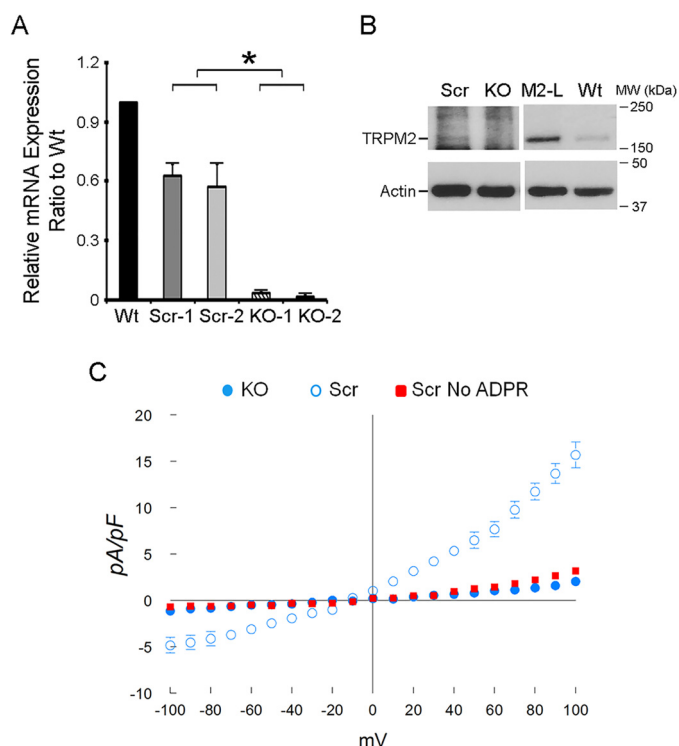 A
Relative mRNA Expression
Ratio to Wt
1.2
0.9
0.6
0.3
0
*
Wt Scr-1 Scr-2 KO-1 KO-2
B
Scr KO M2-L Wt MW (kDa)
TRPM2
250
150
Actin
50
37
C
KO Scr Scr No ADPR
pA/pF
20
15
10
5
0
-5
-10
-100 -80 -60 -40 -20 0 20 40 60 80 100
mV